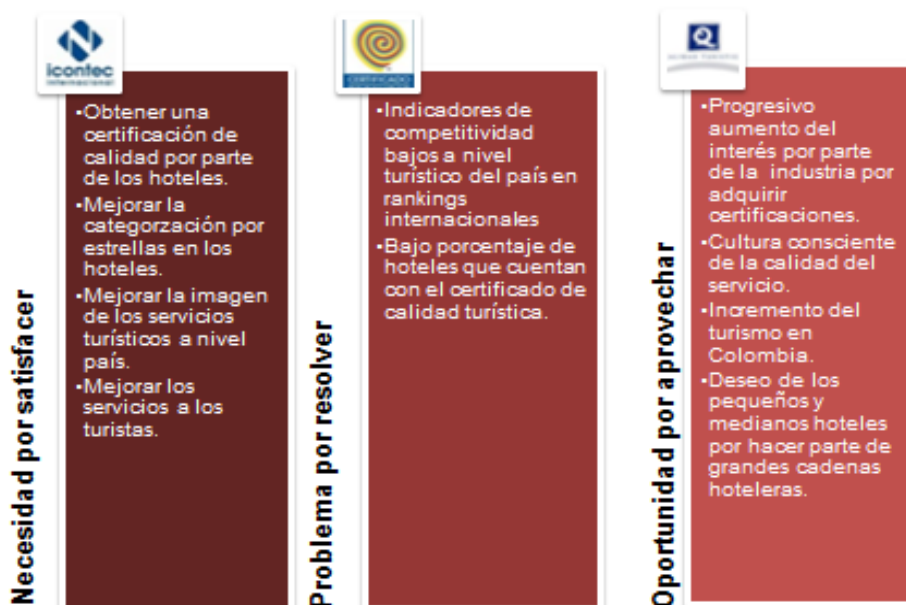 icontec
internacional
Necesidad por satisfacer
▪Obtener una
certificación de
calidad por parte
de los hoteles.
▪Mejorar la
categorzación por
estrellas en los
hoteles.
▪Mejorar la imagen
de los servicios
turísticos a nivel
país.
▪Mejorar los
servicios a los
turistas.
CERTIFICADO
Problema por resolver
▪Indicadores de
competitividad
bajos a nivel
turístico del país en
rankings
internacionales
▪Bajo porcentaje de
hoteles que cuentan
con el certificado de
calidad turística.
Q
Oportunidad por aprovechar
▪Progresivo
aumento del
interés por parte
de la industria por
adquirir
certificaciones.
▪Cultura consciente
de la calidad del
servicio.
▪Incremento del
turismo en
Colombia.
▪Deseo de los
pequeños y
medianos hoteles
por hacer parte de
grandes cadenas
hoteleras.